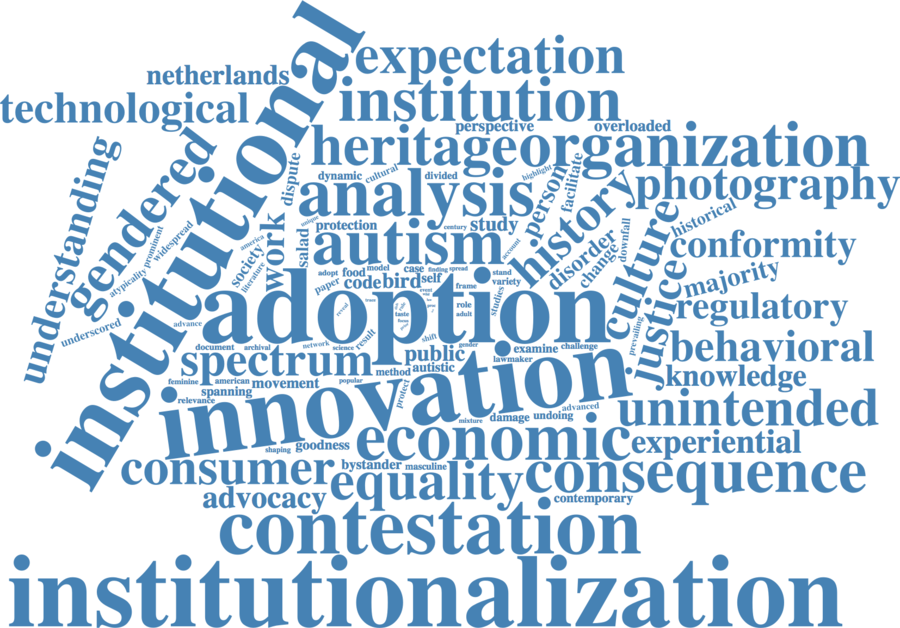 institutional
expectation
netherlands
institution
technological
perspective
overloaded
heritage
organization
understanding
gendered
dispute
dynamic
cultural
divided
highlight
person
facilitate
photography
analysis
history
prominent
widespread
atypicality
work
salad
unique
protection
century
study
account
disorder
change
downfall
culture
historical
conformity
america
society
literature
autism
adopt
food
model
case
finding
spread
stand
paper
code
bird
self
frame
variety
studies
majority
justice
regulatory
adoption
event
role
adult
taste
reveal
focus
underscored
advance
network
science
result
shift
gender
prevailing
document
archival
public
examine
challenge
lawmaker
behavioral
spectrum
method
autistic
knowledge
feminine
american
movement
popular
spanning
relevance
protect
innovation
advanced
unintended
mixture
damage
undoing
shaping
goodness
economic
experiential
consumer
bystander
masculine
equality
consequence
advocacy
contemporary
contestation
institutionalization